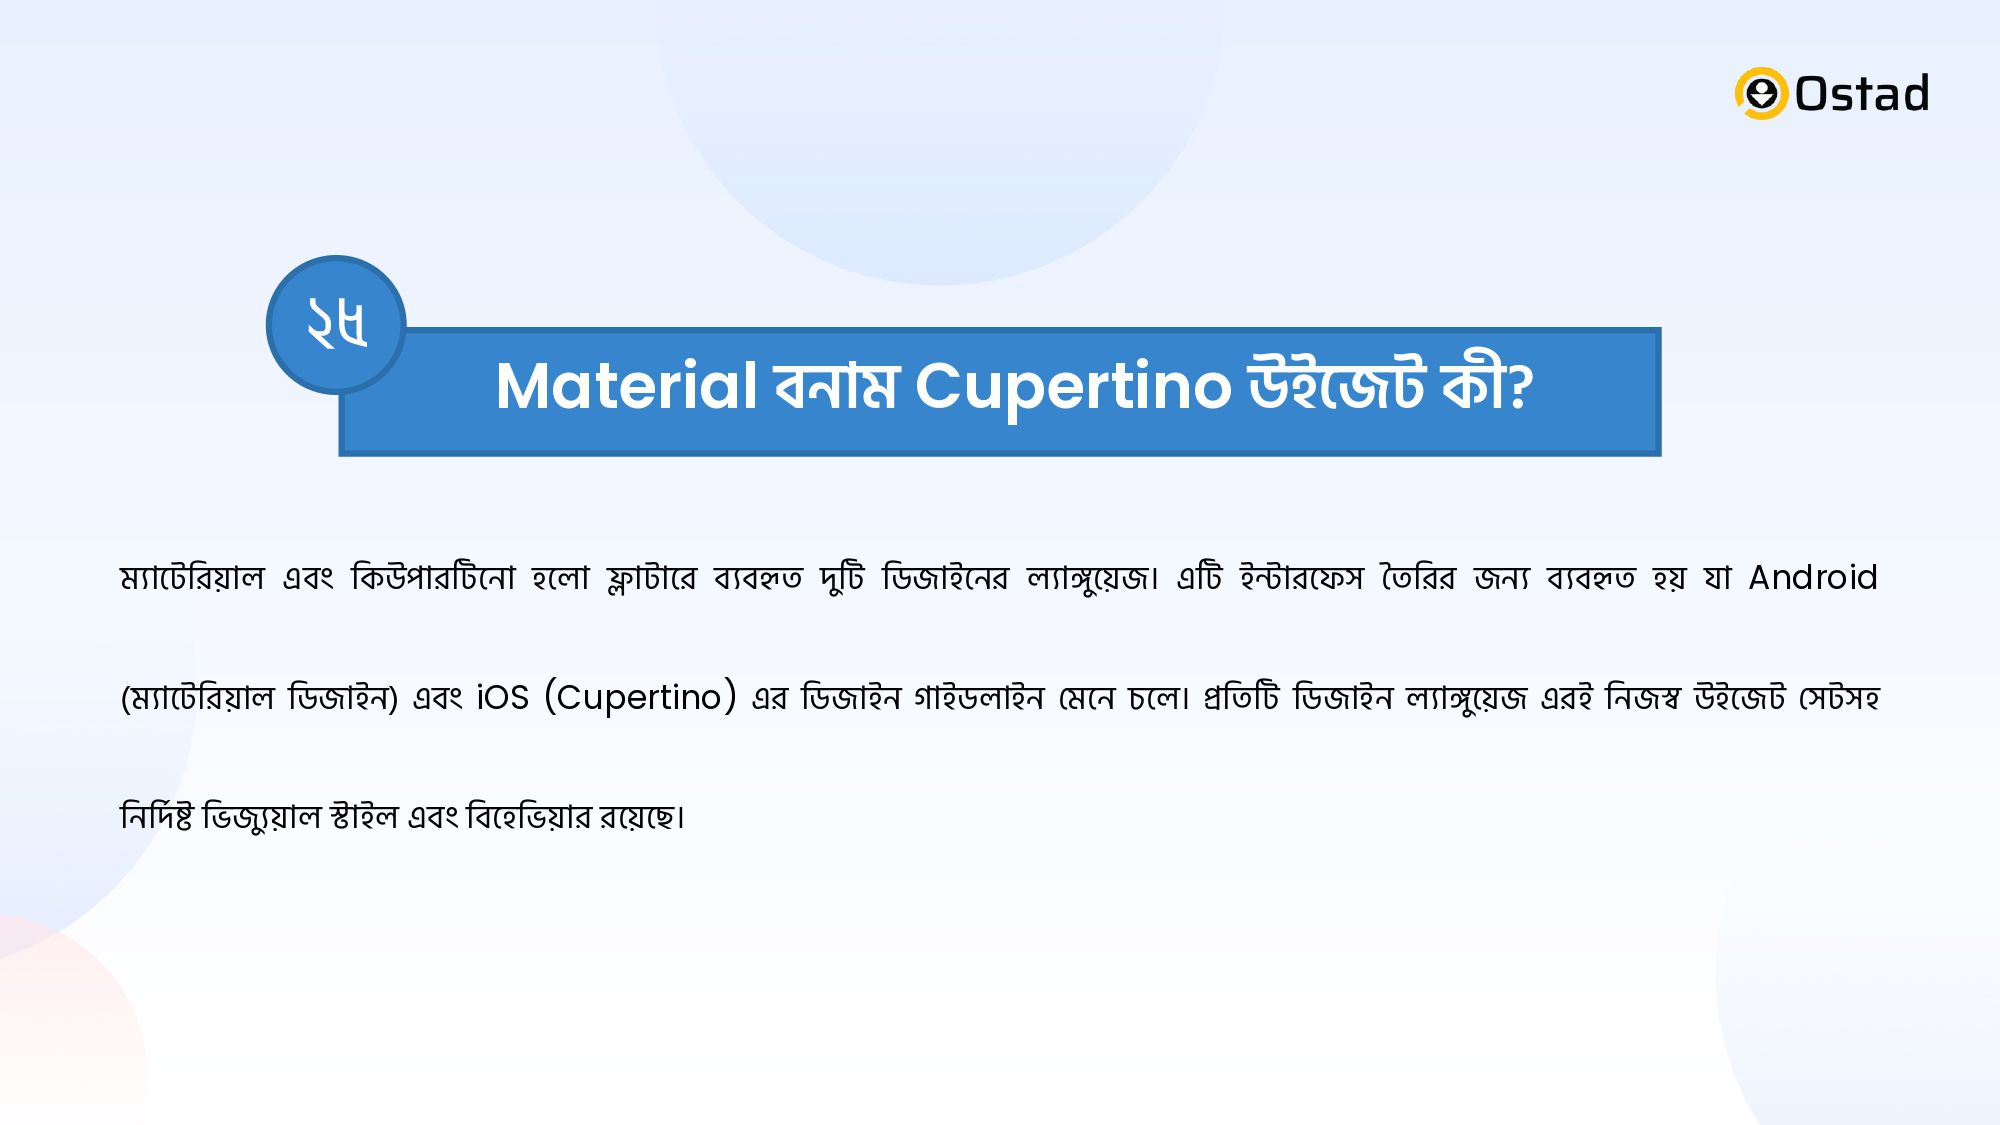 Ostad
২৫
Material বনাম Cupertino উইজেট কী?
ম্যাটেরিয়াল এবং কিউপারটিনো হলো ফ্লাটারে ব্যবহৃত দুটি ডিজাইনের ল্যাঙ্গুয়েজ। এটি ইন্টারফেস তৈরির জন্য ব্যবহৃত হয় যা Android
(ম্যাটেরিয়াল ডিজাইন) এবং iOS (Cupertino) এর ডিজাইন গাইডলাইন মেনে চলে। প্রতিটি ডিজাইন ল্যাঙ্গুয়েজ এরই নিজস্ব উইজেট সেটসহ
নির্দিষ্ট ভিজ্যুয়াল স্টাইল এবং বিহেভিয়ার রয়েছে।